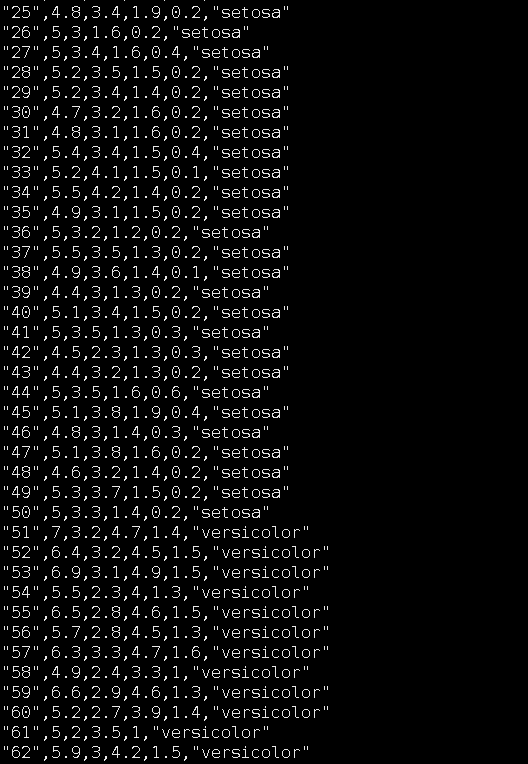 "25",4.8,3.4,1.9,0.2,"setosa"
"26",5,3,1.6,0.2,"setosa"
"27",5,3.4,1.6,0.4,"setosa"
"28",5.2,3.5,1.5,0.2,"setosa"
"29",5.2,3.4,1.4,0.2,"setosa"
"30",4.7,3.2,1.6,0.2,"setosa"
"31",4.8,3.1,1.6,0.2,"setosa"
"32",5.4,3.4,1.5,0.4,"setosa"
"33",5.2,4.1,1.5,0.1,"setosa"
"34",5.5,4.2,1.4,0.2,"setosa"
"35",4.9,3.1,1.5,0.2,"setosa"
"36",5,3.2,1.2,0.2,"setosa"
"37",5.5,3.5,1.3,0.2,"setosa"
"38",4.9,3.6,1.4,0.1,"setosa"
"39",4.4,3,1.3,0.2,"setosa"
"40",5.1,3.4,1.5,0.2,"setosa"
"41",5,3.5,1.3,0.3,"setosa"
"42",4.5,2.3,1.3,0.3,"setosa"
"43",4.4,3.2,1.3,0.2,"setosa"
"44",5,3.5,1.6,0.6,"setosa"
"45",5.1,3.8,1.9,0.4,"setosa"
"46",4.8,3,1.4,0.3,"setosa"
"47",5.1,3.8,1.6,0.2,"setosa"
"48",4.6,3.2,1.4,0.2,"setosa"
"49",5.3,3.7,1.5,0.2,"setosa"
"50",5,3.3,1.4,0.2,"setosa"
"51",7,3.2,4.7,1.4,"versicolor"
"52",6.4,3.2,4.5,1.5,"versicolor"
"53",6.9,3.1,4.9,1.5,"versicolor"
"54",5.5,2.3,4,1.3,"versicolor"
"55",6.5,2.8,4.6,1.5,"versicolor"
"56",5.7,2.8,4.5,1.3,"versicolor"
"57",6.3,3.3,4.7,1.6,"versicolor"
"58",4.9,2.4,3.3,1,"versicolor"
"59",6.6,2.9,4.6,1.3,"versicolor"
"60",5.2,2.7,3.9,1.4,"versicolor"
"61",5,2,3.5,1,"versicolor"
"62",5.9,3,4.2,1.5,"versicolor"